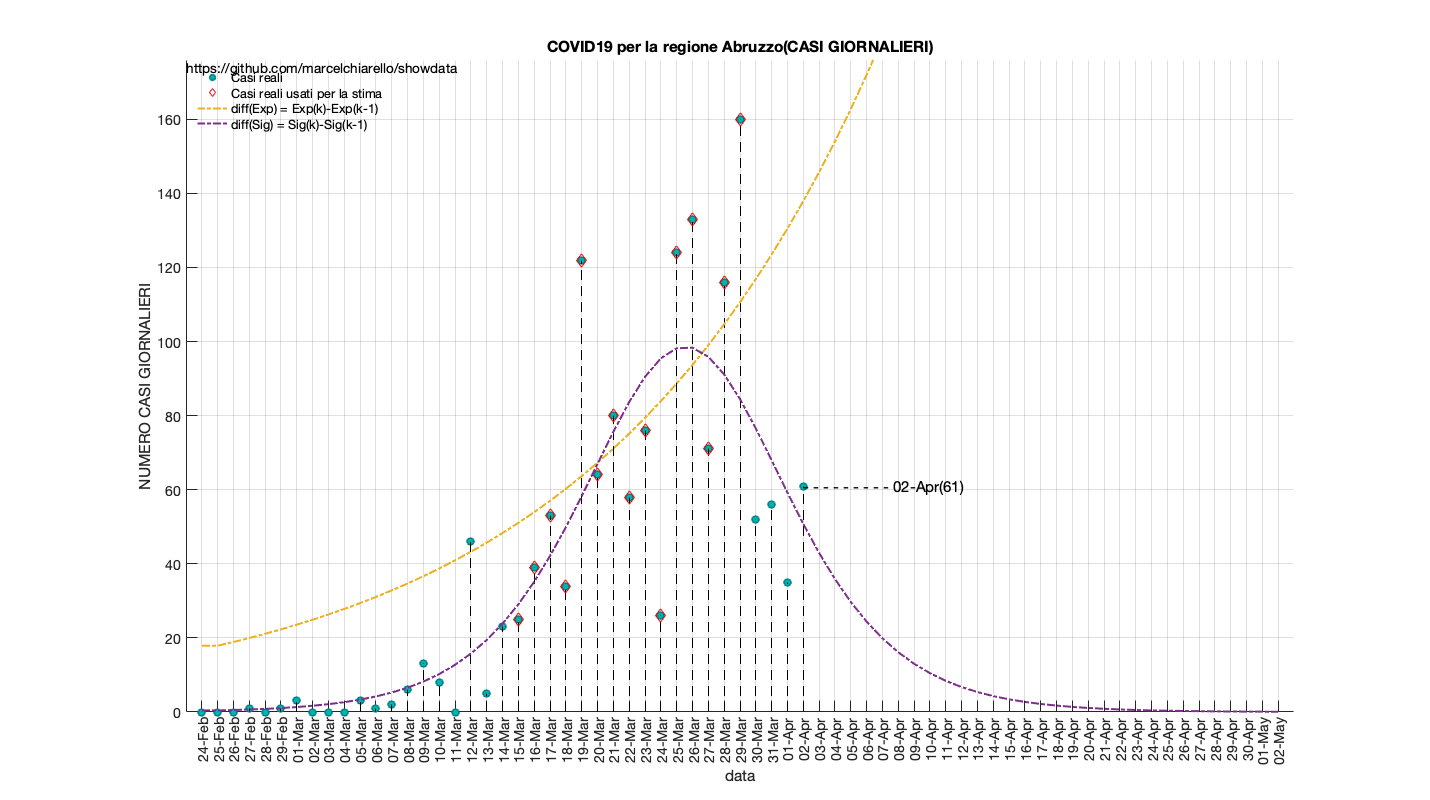 COVID19 per la regione Abruzzo(CASI GIORNALIERI)
https://github.com/marcelchiarello/showdata
Casi reali
Casi reali usati per la stima
diff(Exp) = Exp(k)-Exp(k-1)
diff(Sig) = Sig(k)-Sig(k-1)
160
140
120
100
80
60
40
20
0
NUMERO CASI GIORNALIERI
02-Apr(61)
24-Feb
25-Feb
26-Feb
27-Feb
28-Feb
29-Feb
01-Mar
02-Mar
03-Mar
04-Mar
05-Mar
06-Mar
07-Mar
08-Mar
09-Mar
10-Mar
11-Mar
12-Mar
13-Mar
14-Mar
15-Mar
16-Mar
17-Mar
18-Mar
19-Mar
20-Mar
21-Mar
22-Mar
23-Mar
24-Mar
25-Mar
26-Mar
27-Mar
28-Mar
29-Mar
30-Mar
31-Mar
01-Apr
02-Apr
03-Apr
04-Apr
05-Apr
06-Apr
07-Apr
08-Apr
09-Apr
10-Apr
11-Apr
12-Apr
13-Apr
14-Apr
15-Apr
16-Apr
17-Apr
18-Apr
19-Apr
20-Apr
21-Apr
22-Apr
23-Apr
24-Apr
25-Apr
26-Apr
27-Apr
28-Apr
29-Apr
30-Apr
01-May
02-May
data